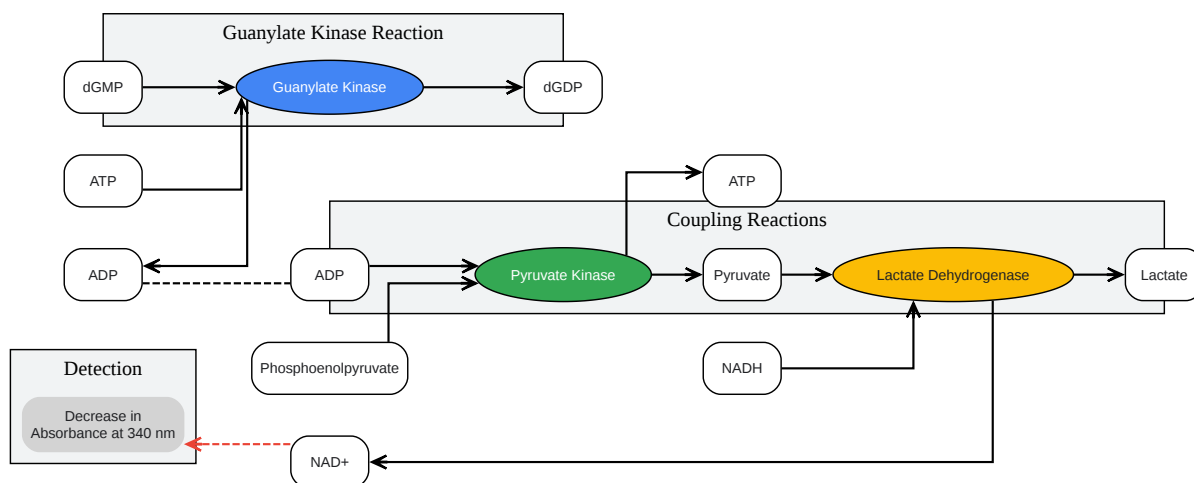 Guanylate Kinase Reaction
dGMP
Guanylate Kinase
dGDP
ATP
ATP
Coupling Reactions
ADP
ADP
Pyruvate Kinase
Pyruvate
Lactate Dehydrogenase
Lactate
Phosphoenolpyruvate
NADH
Detection
Decrease in
Absorbance at 340 nm
NAD+